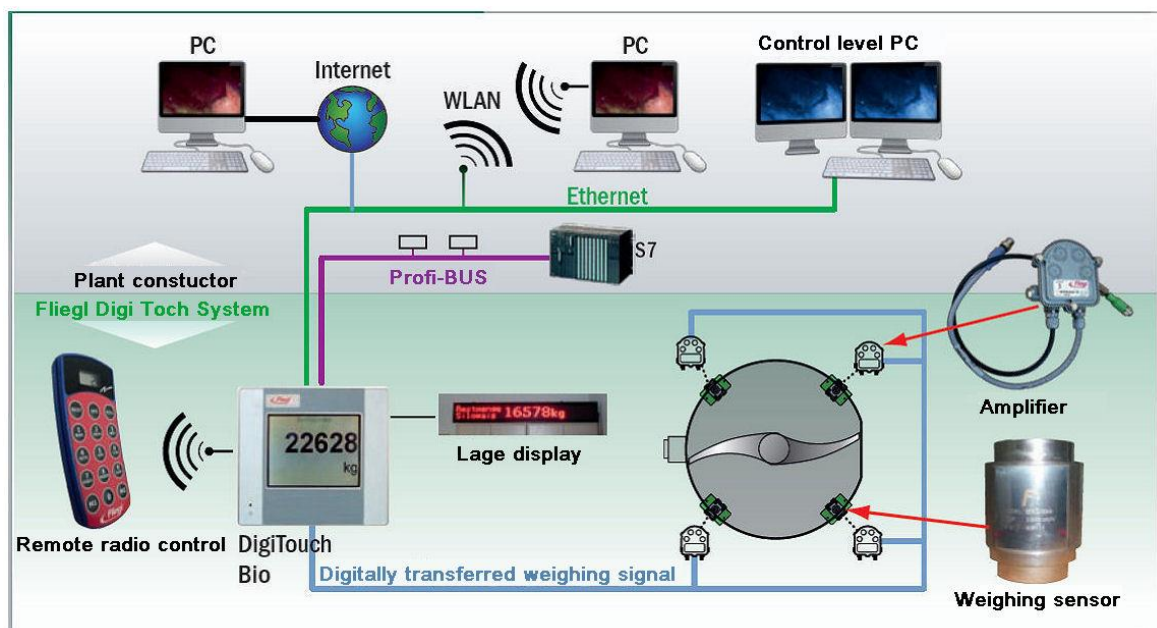 PC
Internet
WLAN
PC
Control level PC
Ethernet
S7
Profi-BUS
Plant constuctor
Fliegl Digi Toch System
Amplifier
22628
kg
16578kg
Lage display
Remote radio control
DigiTouch
Bio
Digitally transferred weighing signal
Weighing sensor
Fliegl